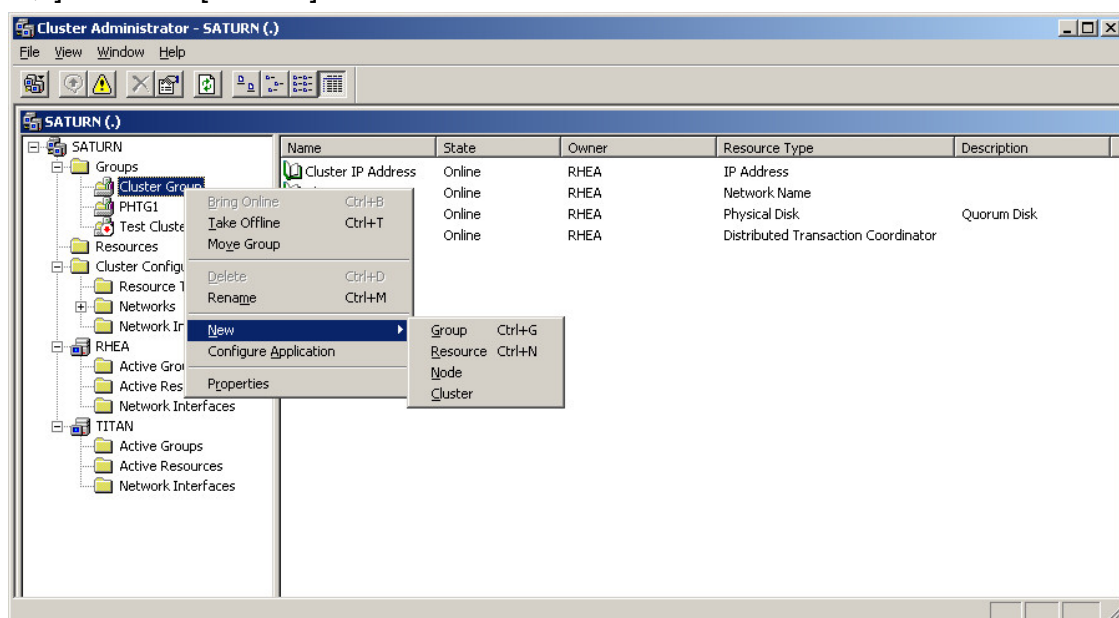 Cluster Administrator - SATURN (.)
File View Window Help
SATURN (.)
SATURN
Groups
Cluster Group
PHTG1
Test Cluste
Resources
Cluster Configu
Resource T
Networks
Network In
RHEA
Active Grou
Active Res
Network Interfaces
TITAN
Active Groups
Active Resources
Network Interfaces
Name State Owner Resource Type Description
Cluster IP Address Online RHEA IP Address
Online RHEA Network Name
Online RHEA Physical Disk Quorum Disk
Online RHEA Distributed Transaction Coordinator
Bring Online Ctrl+B
Take Offline Ctrl+T
Move Group
Delete Ctrl+D
Rename Ctrl+M
New
Configure Application
Properties
Group Ctrl+G
Resource Ctrl+N
Node
Cluster